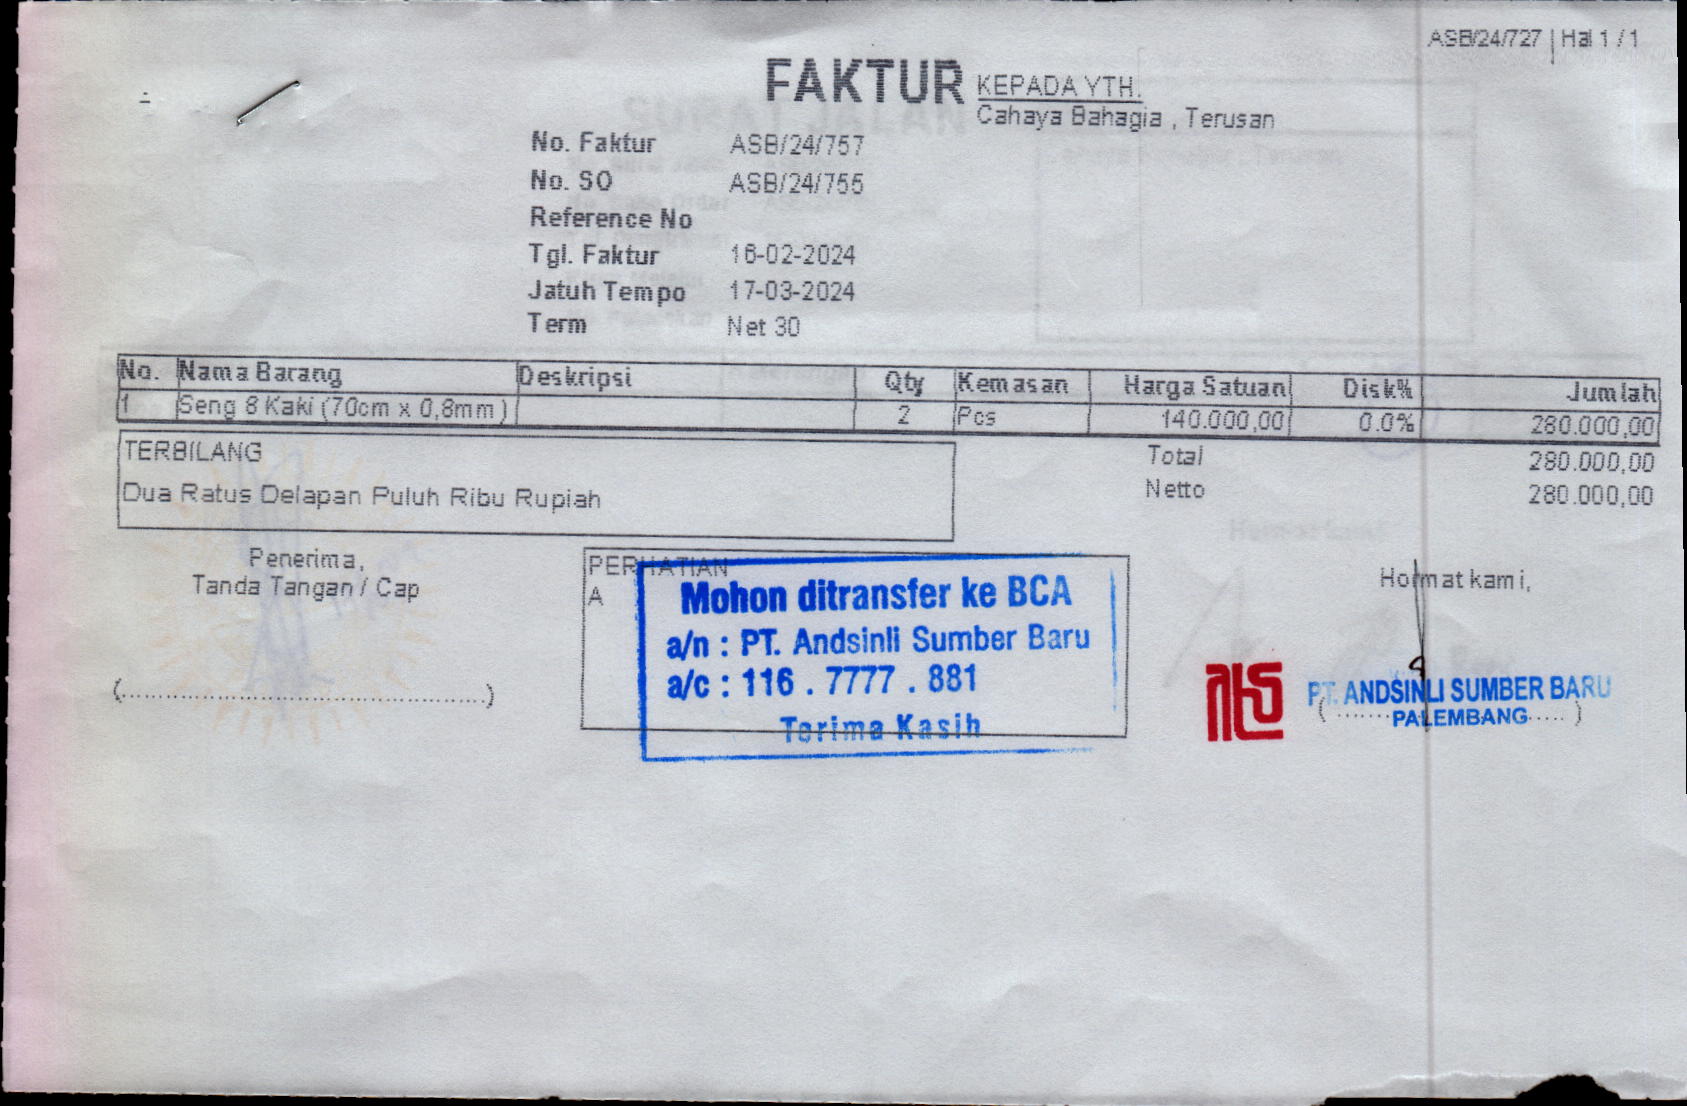 ASB/24/727 | Hal 1 / 1
FAKTUR
KEPADA YTH.
Cahaya Bahagia , Terusan
No. Faktur ASB/24/757
No. SO ASB/24/755
Reference No
Tgl. Faktur 16-02-2024
Jatuh Tempo 17-03-2024
Term Net 30
No. Nama Barang Deskripsi Qty Kemasan Harga Satuan Disk% Jumlah
1 Seng 8 Kaki (70cm x 0,8mm) 2 Pcs 140.000,00 0.0% 280.000,00
TERBILANG
Dua Ratus Delapan Puluh Ribu Rupiah
Total 280.000,00
Netto 280.000,00
Penerima,
Tanda Tangan / Cap
(..................................................)
PERHATIAN
A
Mohon ditransfer ke BCA
a/n : PT. Andsinli Sumber Baru
a/c : 116 . 7777 . 881
Terima Kasih
Hormat kami,
PT. ANDSINLI SUMBER BARU
PALEMBANG